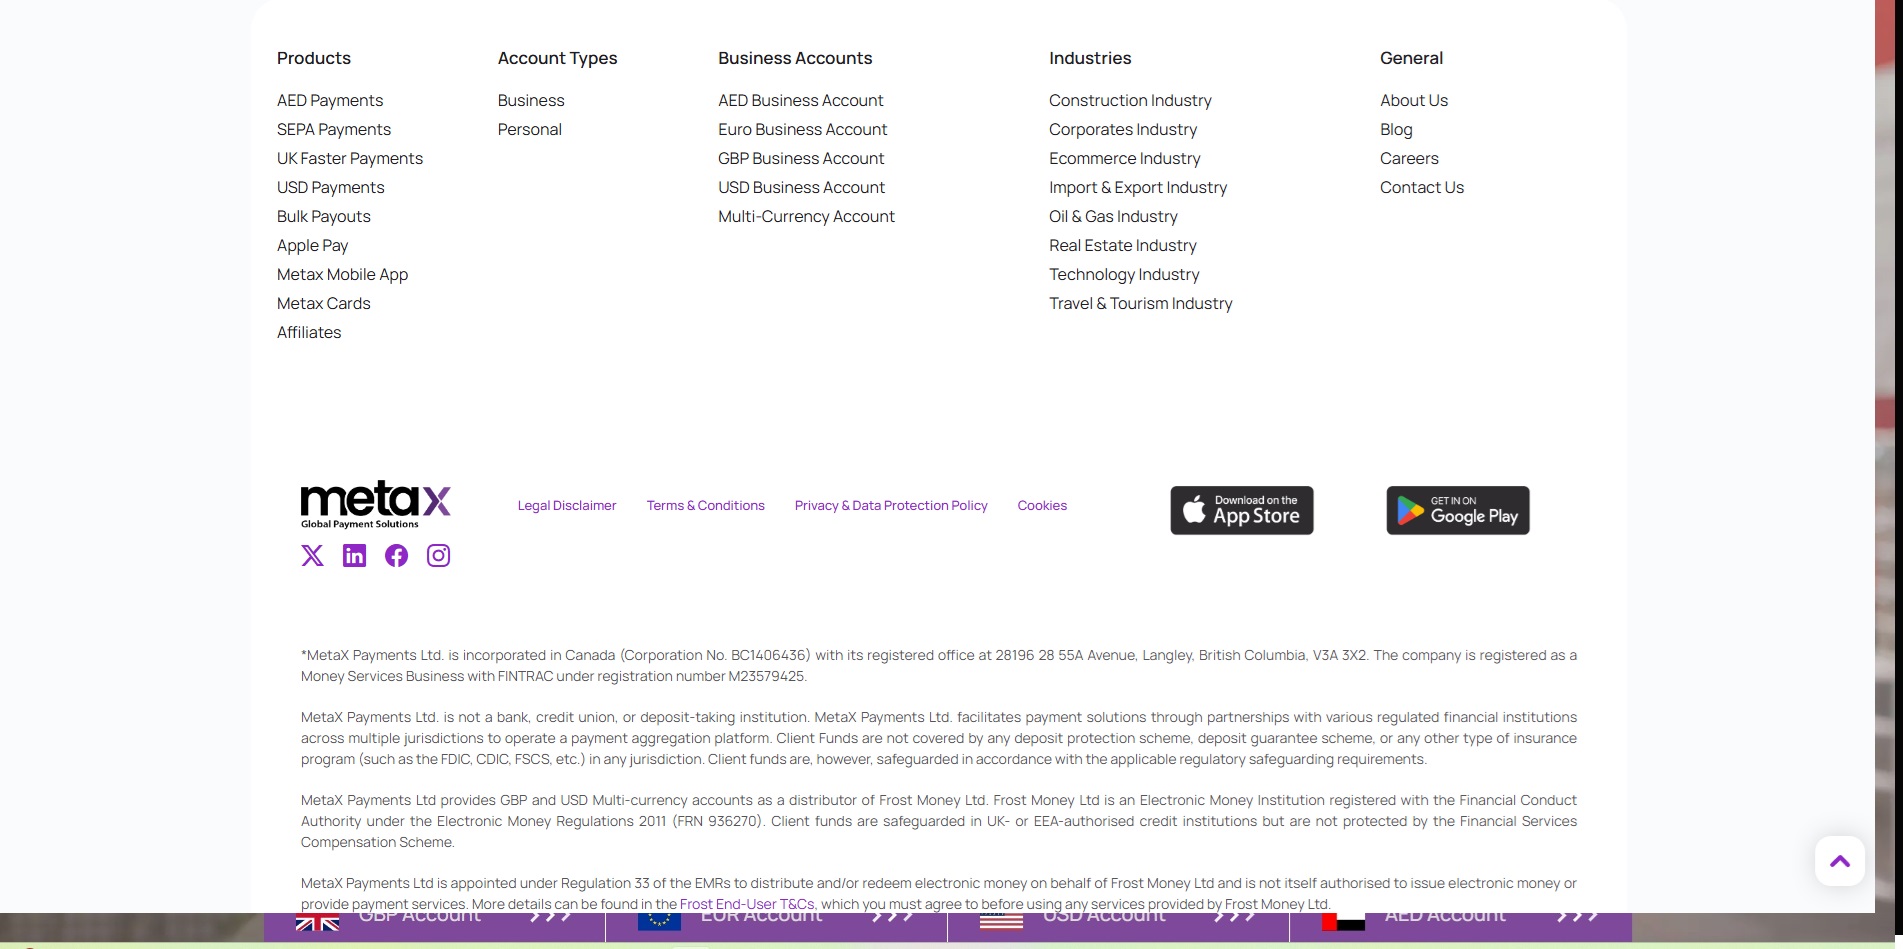 Products
AED Payments
SEPA Payments
UK Faster Payments
USD Payments
Bulk Payouts
Apple Pay
Metax Mobile App
Metax Cards
Affiliates
Account Types
Business
Personal
Business Accounts
AED Business Account
Euro Business Account
GBP Business Account
USD Business Account
Multi-Currency Account
Industries
Construction Industry
Corporates Industry
Ecommerce Industry
Import & Export Industry
Oil & Gas Industry
Real Estate Industry
Technology Industry
Travel & Tourism Industry
General
About Us
Blog
Careers
Contact Us
metax
Global Payment Solutions
Legal Disclaimer
Terms & Conditions
Privacy & Data Protection Policy
Cookies
Download on the
App Store
GET IN ON
Google Play
*MetaX Payments Ltd. is incorporated in Canada (Corporation No. BC1406436) with its registered office at 28196 28 55A Avenue, Langley, British Columbia, V3A 3X2. The company is registered as a
Money Services Business with FINTRAC under registration number M23579425.
MetaX Payments Ltd. is not a bank, credit union, or deposit-taking institution. MetaX Payments Ltd. facilitates payment solutions through partnerships with various regulated financial institutions
across multiple jurisdictions to operate a payment aggregation platform. Client Funds are not covered by any deposit protection scheme, deposit guarantee scheme, or any other type of insurance
program (such as the FDIC, CDIC, FSCS, etc.) in any jurisdiction. Client funds are, however, safeguarded in accordance with the applicable regulatory safeguarding requirements.
MetaX Payments Ltd provides GBP and USD Multi-currency accounts as a distributor of Frost Money Ltd. Frost Money Ltd is an Electronic Money Institution registered with the Financial Conduct
Authority under the Electronic Money Regulations 2011 (FRN 936270). Client funds are safeguarded in UK- or EEA-authorised credit institutions but are not protected by the Financial Services
Compensation Scheme.
MetaX Payments Ltd is appointed under Regulation 33 of the EMRs to distribute and/or redeem electronic money on behalf of Frost Money Ltd and is not itself authorised to issue electronic money or
provide payment services. More details can be found in the Frost End-User T&Cs, which you must agree to before using any services provided by Frost Money Ltd.
GBP Account
EUR Account
USD Account
AED Account